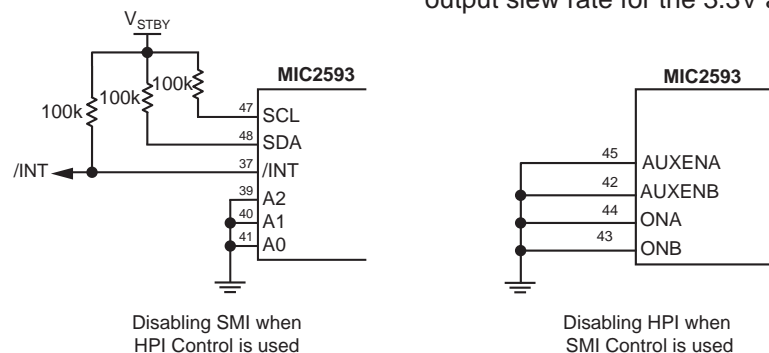 output slew rate for the 3.3V a
V_STBY
MIC2593
100k
100k
100k
47 SCL
48 SDA
/INT
37 /INT
39 A2
40 A1
41 A0
Disabling SMI when
HPI Control is used
MIC2593
45 AUXENA
42 AUXENB
44 ONA
43 ONB
Disabling HPI when
SMI Control is used